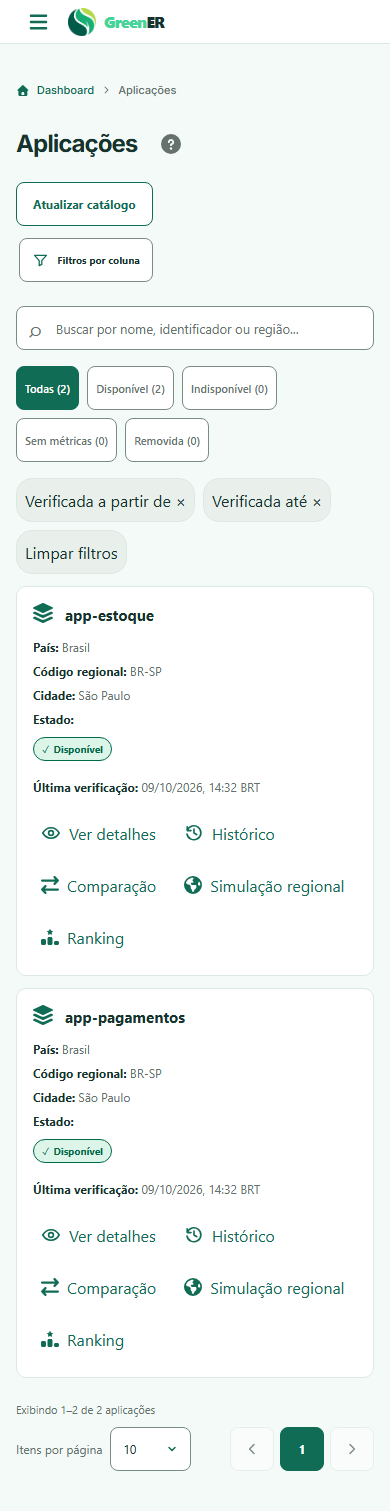 GreenER
Dashboard > Aplicações
Aplicações ?
Atualizar catálogo
Filtros por coluna
Buscar por nome, identificador ou região...
Todas (2) Disponível (2) Indisponível (0)
Sem métricas (0) Removida (0)
Verificada a partir de × Verificada até ×
Limpar filtros
app-estoque
País: Brasil
Código regional: BR-SP
Cidade: São Paulo
Estado:
✓ Disponível
Última verificação: 09/10/2026, 14:32 BRT
Ver detalhes Histórico
Comparação Simulação regional
Ranking
app-pagamentos
País: Brasil
Código regional: BR-SP
Cidade: São Paulo
Estado:
✓ Disponível
Última verificação: 09/10/2026, 14:32 BRT
Ver detalhes Histórico
Comparação Simulação regional
Ranking
Exibindo 1–2 de 2 aplicações
Itens por página 10 1